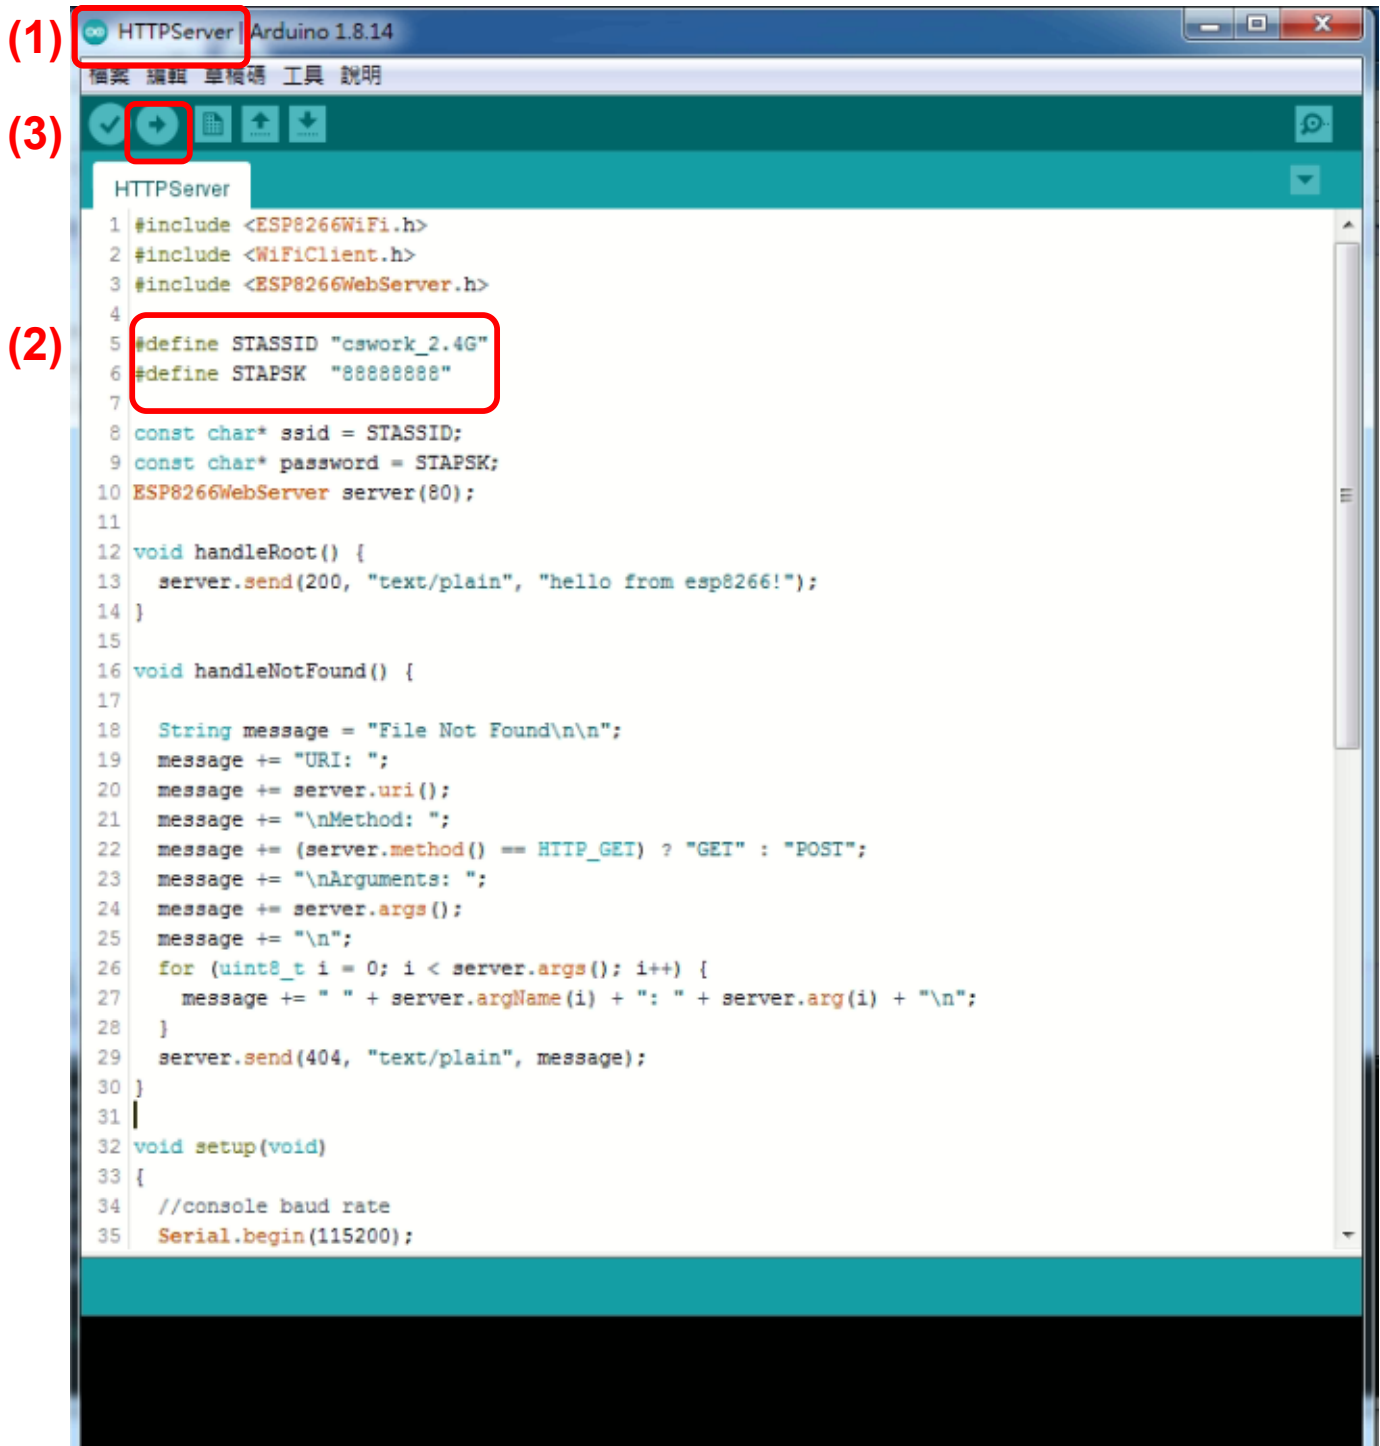 (1)
HTTPServer | Arduino 1.8.14
檔案 編輯 草稿碼 工具 說明
(3)
HTTPServer
1 #include <ESP8266WiFi.h>
2 #include <WiFiClient.h>
3 #include <ESP8266WebServer.h>
4
(2)
5 #define STASSID "cswork_2.4G"
6 #define STAPSK  "88888888"
7
8 const char* ssid = STASSID;
9 const char* password = STAPSK;
10 ESP8266WebServer server(80);
11
12 void handleRoot() {
13   server.send(200, "text/plain", "hello from esp8266!");
14 }
15
16 void handleNotFound() {
17
18   String message = "File Not Found\n\n";
19   message += "URI: ";
20   message += server.uri();
21   message += "\nMethod: ";
22   message += (server.method() == HTTP_GET) ? "GET" : "POST";
23   message += "\nArguments: ";
24   message += server.args();
25   message += "\n";
26   for (uint8_t i = 0; i < server.args(); i++) {
27     message += " " + server.argName(i) + ": " + server.arg(i) + "\n";
28   }
29   server.send(404, "text/plain", message);
30 }
31
32 void setup(void)
33 {
34   //console baud rate
35   Serial.begin(115200);